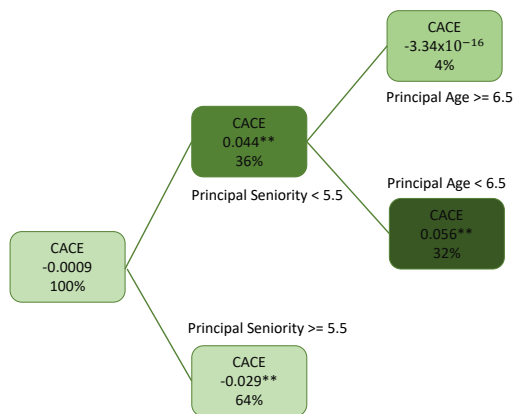 CACE
-3.34x10⁻¹⁶
4%
Principal Age >= 6.5
CACE
0.044**
36%
Principal Seniority < 5.5
Principal Age < 6.5
CACE
0.056**
32%
CACE
-0.0009
100%
Principal Seniority >= 5.5
CACE
-0.029**
64%